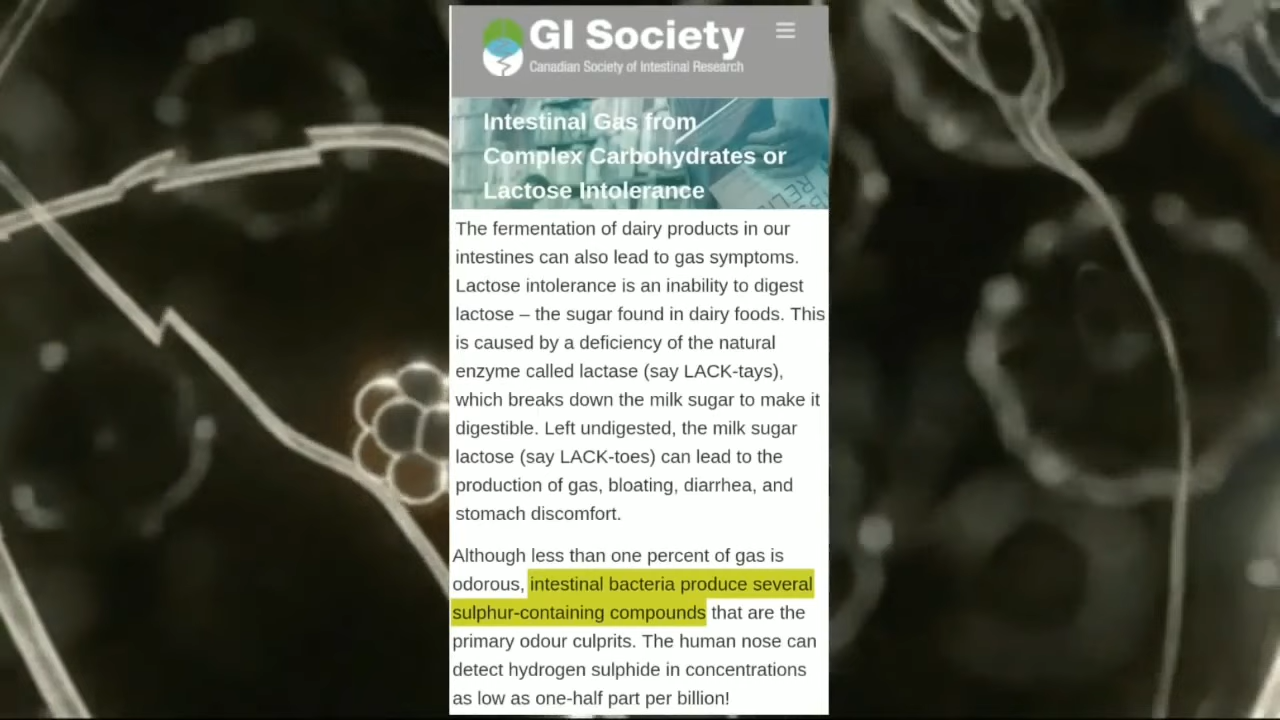 GI Society
Canadian Society of Intestinal Research
Intestinal Gas from
Complex Carbohydrates or
Lactose Intolerance
The fermentation of dairy products in our
intestines can also lead to gas symptoms.
Lactose intolerance is an inability to digest
lactose – the sugar found in dairy foods. This
is caused by a deficiency of the natural
enzyme called lactase (say LACK-tays),
which breaks down the milk sugar to make it
digestible. Left undigested, the milk sugar
lactose (say LACK-toes) can lead to the
production of gas, bloating, diarrhea, and
stomach discomfort.
Although less than one percent of gas is
odorous, intestinal bacteria produce several
sulphur-containing compounds that are the
primary odour culprits. The human nose can
detect hydrogen sulphide in concentrations
as low as one-half part per billion!